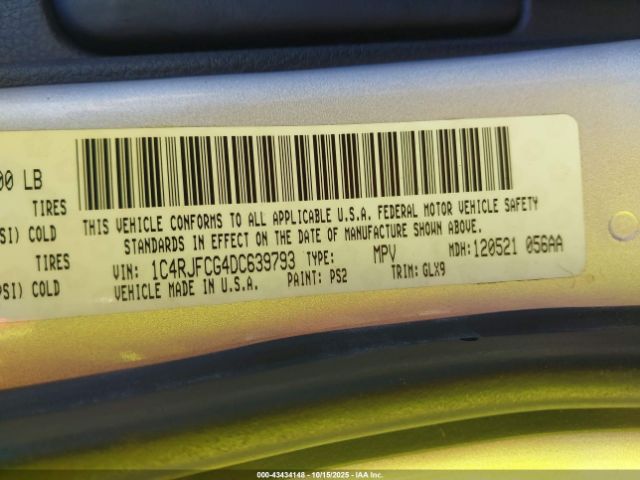 00 LB
TIRES
SI) COLD
TIRES
PSI) COLD
THIS VEHICLE CONFORMS TO ALL APPLICABLE U.S.A. FEDERAL MOTOR VEHICLE SAFETY
STANDARDS IN EFFECT ON THE DATE OF MANUFACTURE SHOWN ABOVE.
VIN: 1C4RJFCG4DC639793 TYPE: MPV MDH: 120521 056AA
VEHICLE MADE IN U.S.A. PAINT: PS2 TRIM: GLX9
000-43434148 - 10/15/2025 - IAA Inc.